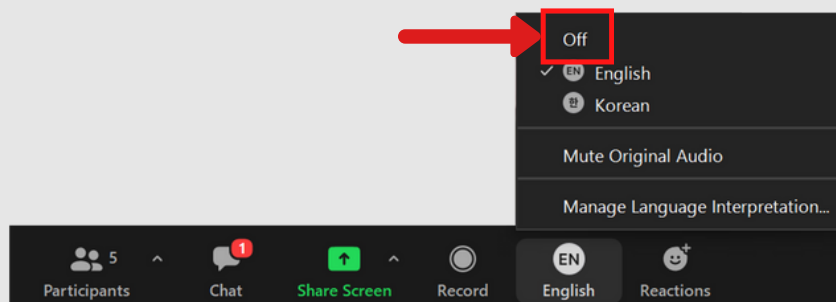 Off
EN English
한 Korean
Mute Original Audio
Manage Language Interpretation...
5 1 EN
Participants Chat Share Screen Record English Reactions